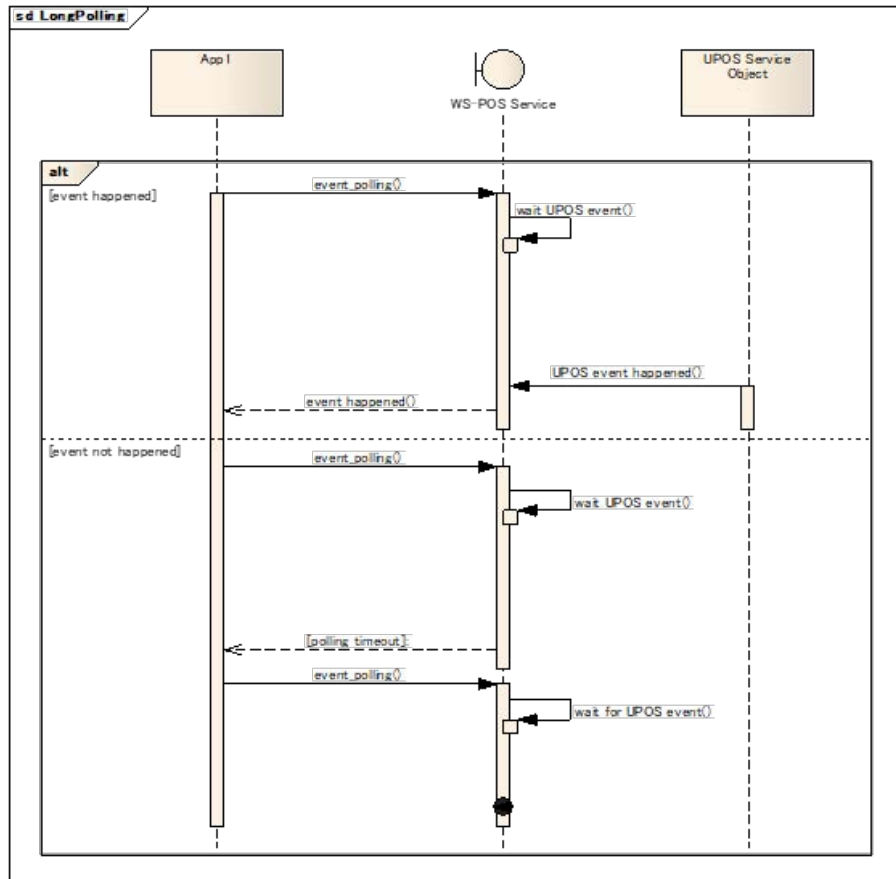 sd LongPolling
App1
WS-POS Service
UPOS Service
Object
alt
[event happened]
event_polling()
wait UPOS event()
UPOS event happened()
event happened()
[event not happened]
event_polling()
wait UPOS event()
[polling timeout]:
event_polling()
wait for UPOS event()